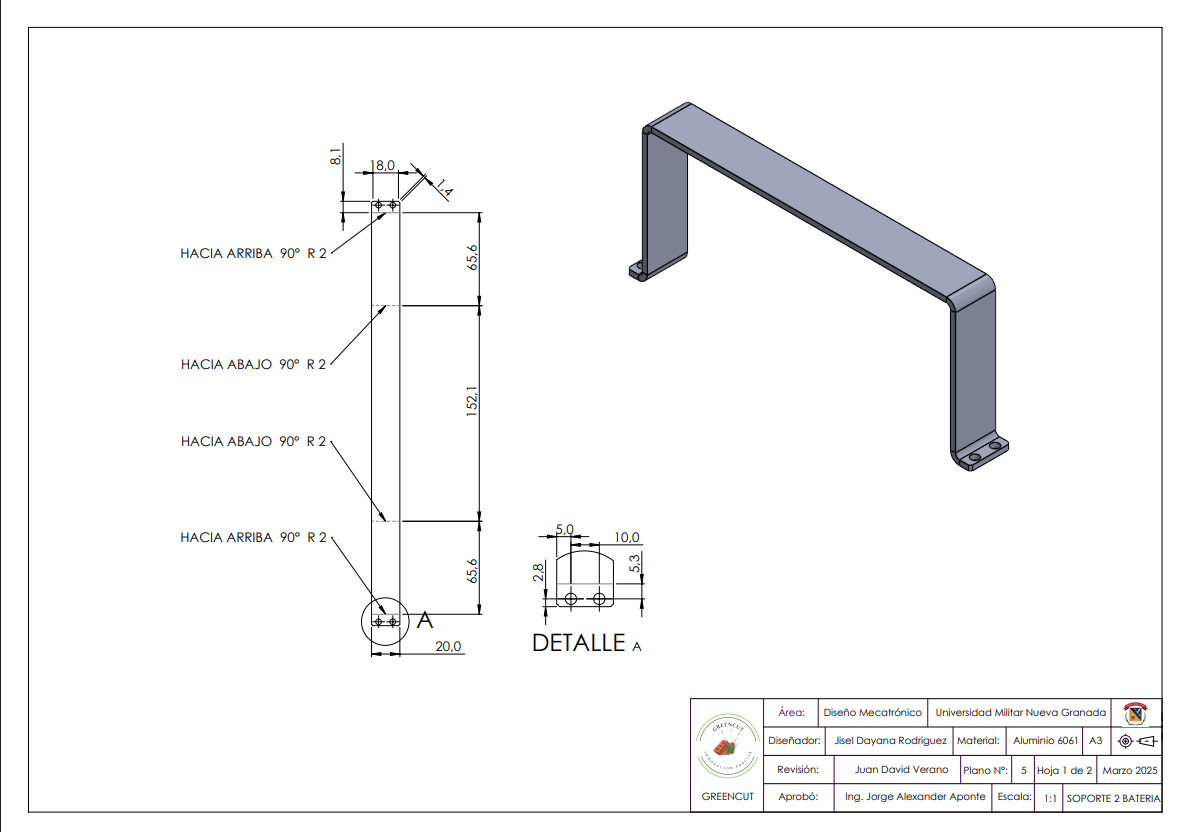 8,1
18,0
1,4
HACIA ARRIBA 90° R 2
65,6
HACIA ABAJO 90° R 2
152,1
HACIA ABAJO 90° R 2
HACIA ARRIBA 90° R 2
65,6
A
20,0
5,0
10,0
2,8
5,3
DETALLE A
GREENCUT
GREENCUT
Área: Diseño Mecatrónico Universidad Militar Nueva Granada
Diseñador: Jisel Dayana Rodriguez Material: Aluminio 6061 A3
Revisión: Juan David Verano Plano N°: 5 Hoja 1 de 2 Marzo 2025
Aprobó: Ing. Jorge Alexander Aponte Escala: 1:1 SOPORTE 2 BATERIA